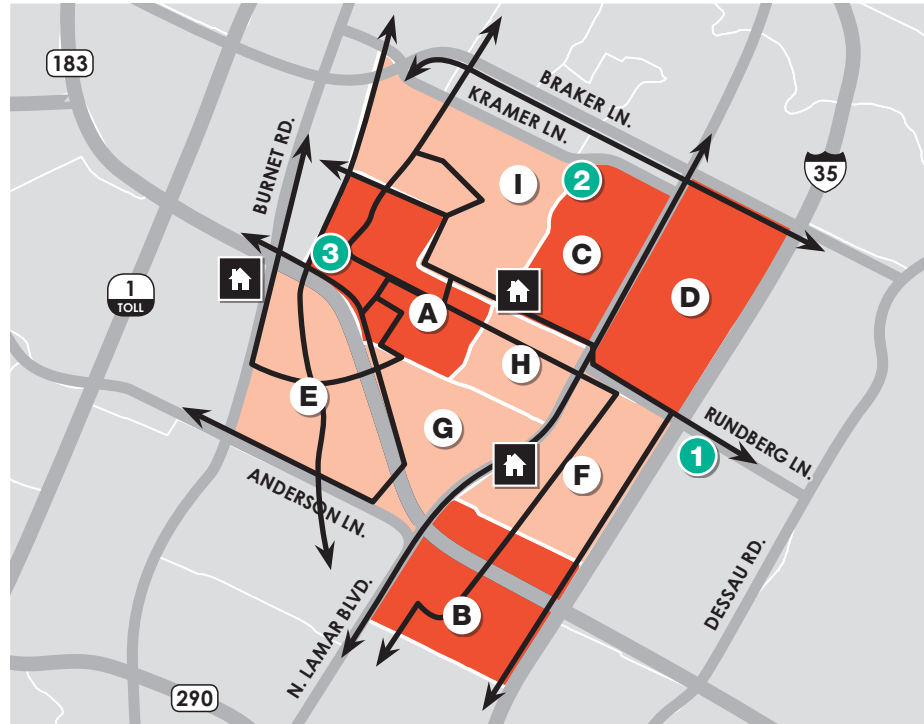 183
BRAKER LN.
KRAMER LN.
BURNET RD.
35
I
2
C
3
1
TOLL
D
A
H
E
G
RUNDBERG LN.
1
F
ANDERSON LN.
DESSAU RD.
B
N. LAMAR BLVD.
290